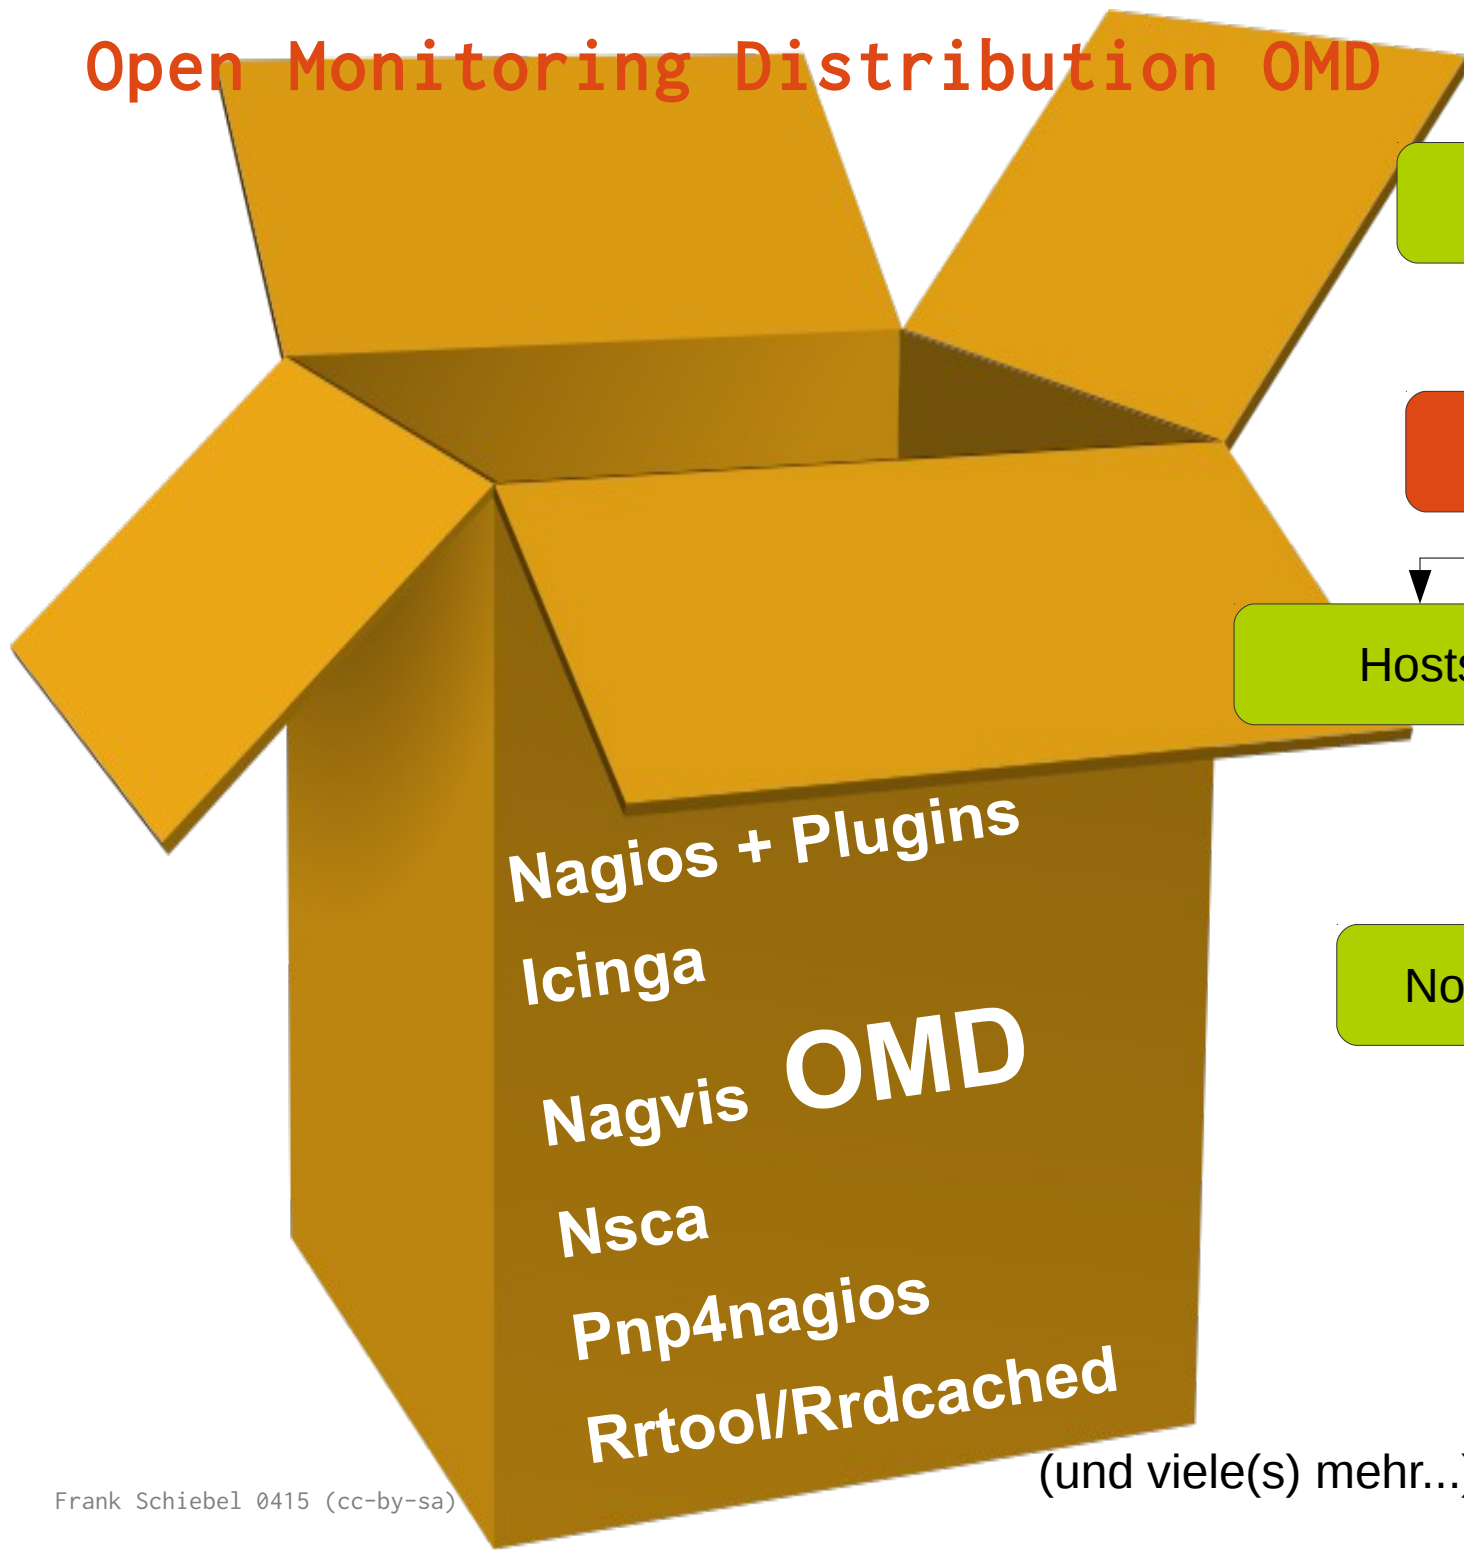 Open Monitoring Distribution OMD
Hosts
Nagios + Plugins
Icinga
No
OMD
Nagvis
Nsca
Pnp4nagios
Rrtool/Rrdcached
(und viele(s) mehr...)
Frank Schiebel 0415 (cc-by-sa)